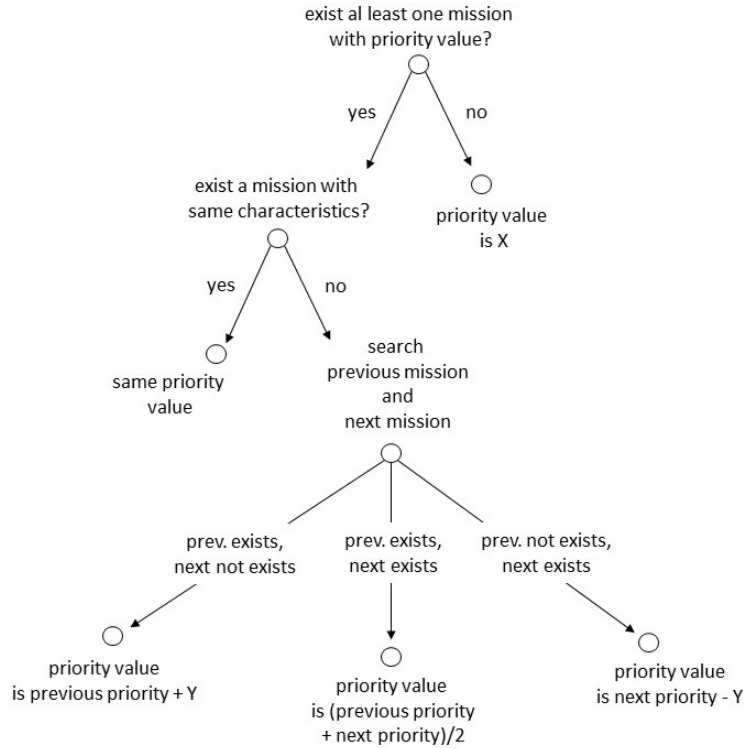 exist al least one mission
with priority value?
yes
no
exist a mission with
same characteristics?
priority value
is X
yes
no
same priority
value
search
previous mission
and
next mission
prev. exists,
next not exists
prev. exists,
next exists
prev. not exists,
next exists
priority value
is previous priority + Y
priority value
is (previous priority
+ next priority)/2
priority value
is next priority - Y